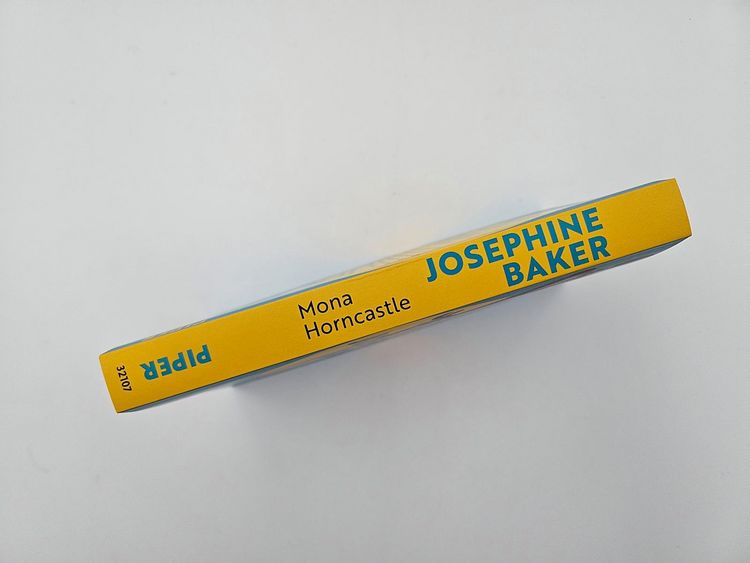 Mona
Horncastle
JOSEPHINE
BAKER
PIPER
32107